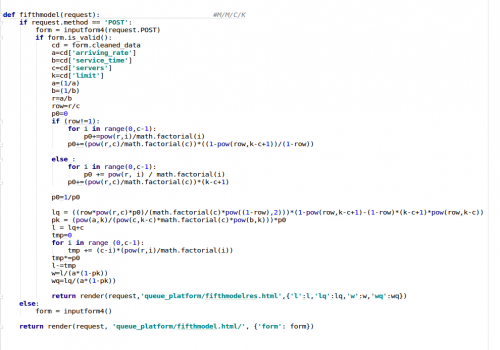 def fifthmodel(request): #M/M/C/K
if request.method == 'POST':
form = inputform4(request.POST)
if form.is_valid():
cd = form.cleaned_data
a=cd['arriving_rate']
b=cd['service_time']
c=cd['servers']
k=cd['limit']
a=(1/a)
b=(1/b)
r=a/b
row=r/c
p0=0
if (row!=1):
for i in range(0,c-1):
p0+=pow(r,i)/math.factorial(i)
p0+=(pow(r,c)/math.factorial(c))*((1-pow(row,k-c+1))/(1-row))
else :
for i in range(0,c-1):
p0 += pow(r, i) / math.factorial(i)
p0+=(pow(r,c)/math.factorial(c))*(k-c+1)
p0=1/p0
lq = ((row*pow(r,c)*p0)/(math.factorial(c)*pow((1-row),2)))*(1-pow(row,k-c+1)-(1-row)*(k-c+1)*pow(row,k-c))
pk = (pow(a,k)/(pow(c,k-c)*math.factorial(c)*pow(b,k)))*p0
l = lq+c
tmp=0
for i in range (0,c-1):
tmp += (c-i)*(pow(r,i)/math.factorial(i))
tmp*=p0
l-=tmp
w=l/(a*(1-pk))
wq=lq/(a*(1-pk))
return render(request,'queue_platform/fifthmodelres.html',{'l':l,'lq':lq,'w':w,'wq':wq})
else:
form = inputform4()
return render(request, 'queue_platform/fifthmodel.html/', {'form': form})